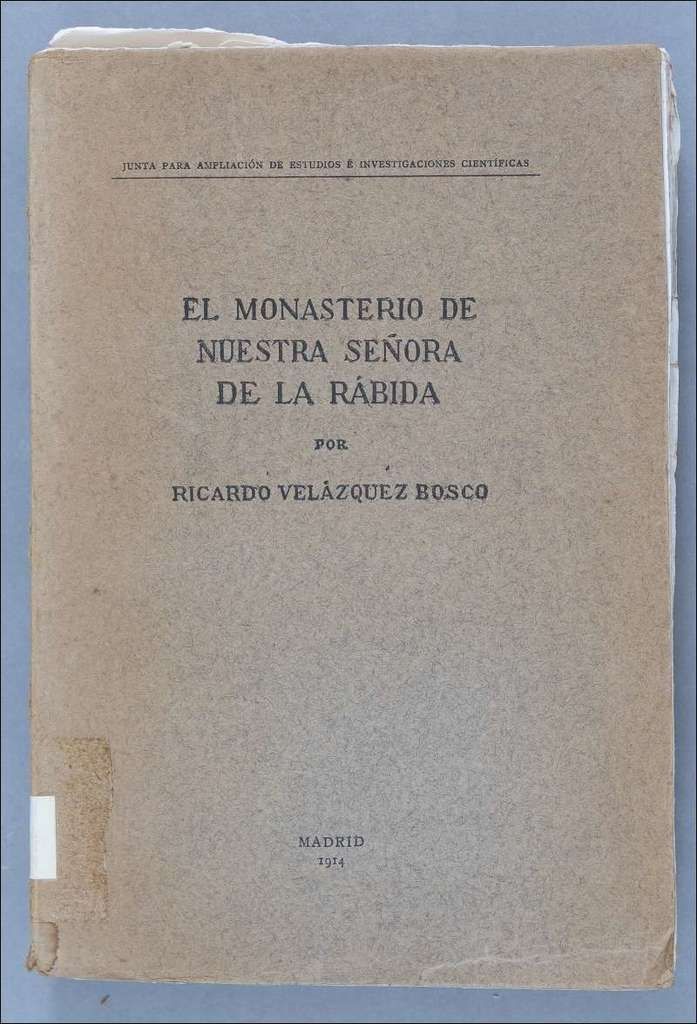 JUNTA PARA AMPLIACIÓN DE ESTUDIOS É INVESTIGACIONES CIENTÍFICAS
EL MONASTERIO DE
NUESTRA SEÑORA
DE LA RÁBIDA
POR
RICARDO VELÁZQUEZ BOSCO
MADRID
1914